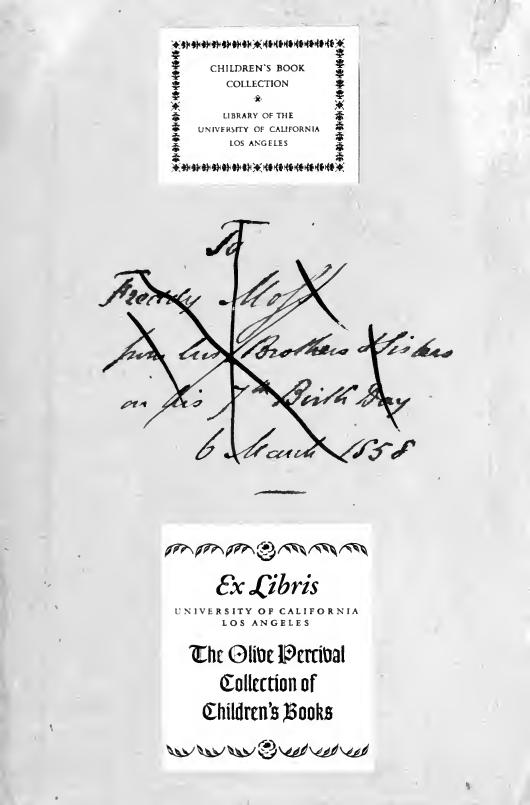 CHILDREN'S BOOK
COLLECTION
LIBRARY OF THE
UNIVERSITY OF CALIFORNIA
LOS ANGELES
To
Freddy Moff
from his Brothers & Sisters
on his 7th Birth Day
6 March 1858
Ex Libris
UNIVERSITY OF CALIFORNIA
LOS ANGELES
The Olive Percival
Collection of
Children's Books